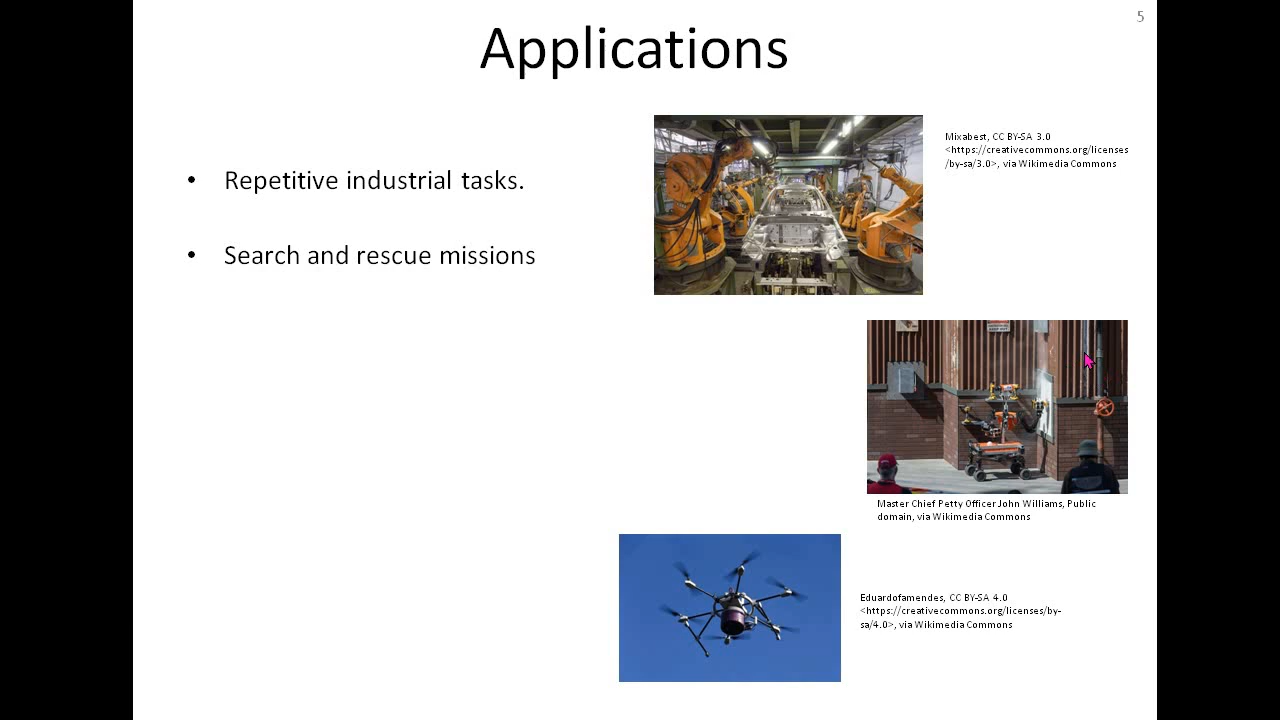 5
Applications
• Repetitive industrial tasks.
• Search and rescue missions
Mixabest, CC BY-SA 3.0
<https://creativecommons.org/licenses
/by-sa/3.0>, via Wikimedia Commons
Master Chief Petty Officer John Williams, Public
domain, via Wikimedia Commons
Eduardofamendes, CC BY-SA 4.0
<https://creativecommons.org/licenses/by-
sa/4.0>, via Wikimedia Commons